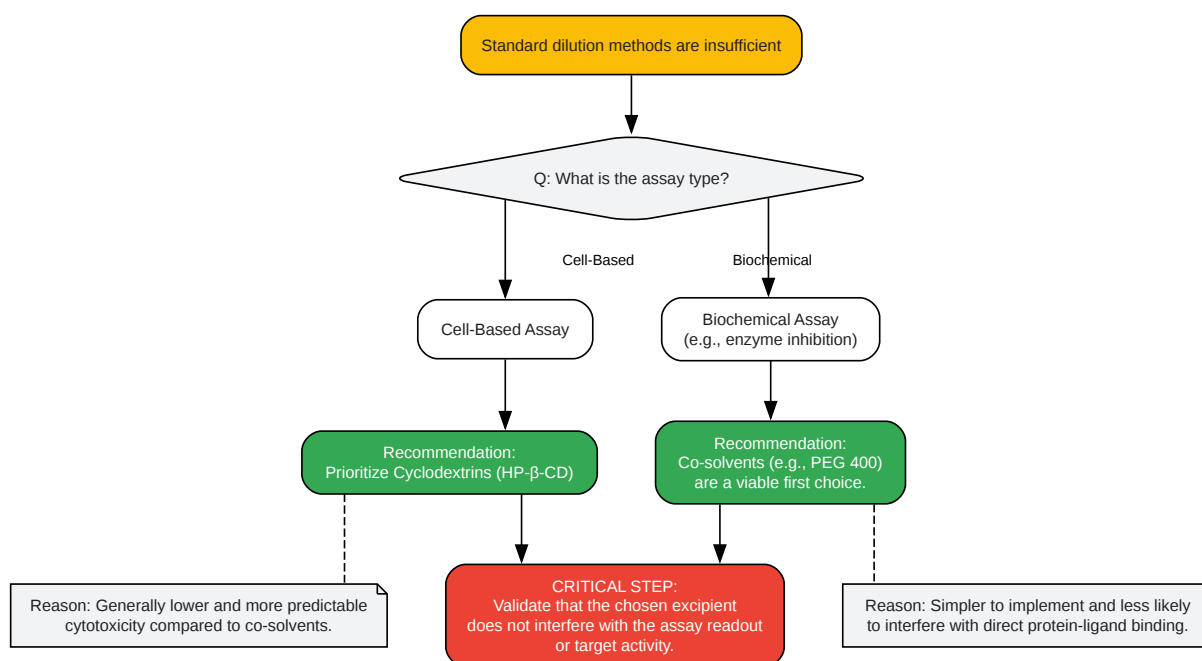 Standard dilution methods are insufficient
Q: What is the assay type?
Cell-Based
Biochemical
Cell-Based Assay
Biochemical Assay
(e.g., enzyme inhibition)
Recommendation:
Prioritize Cyclodextrins (HP-β-CD)
Recommendation:
Co-solvents (e.g., PEG 400)
are a viable first choice.
Reason: Generally lower and more predictable
cytotoxicity compared to co-solvents.
CRITICAL STEP:
Validate that the chosen excipient
does not interfere with the assay readout
or target activity.
Reason: Simpler to implement and less likely
to interfere with direct protein-ligand binding.